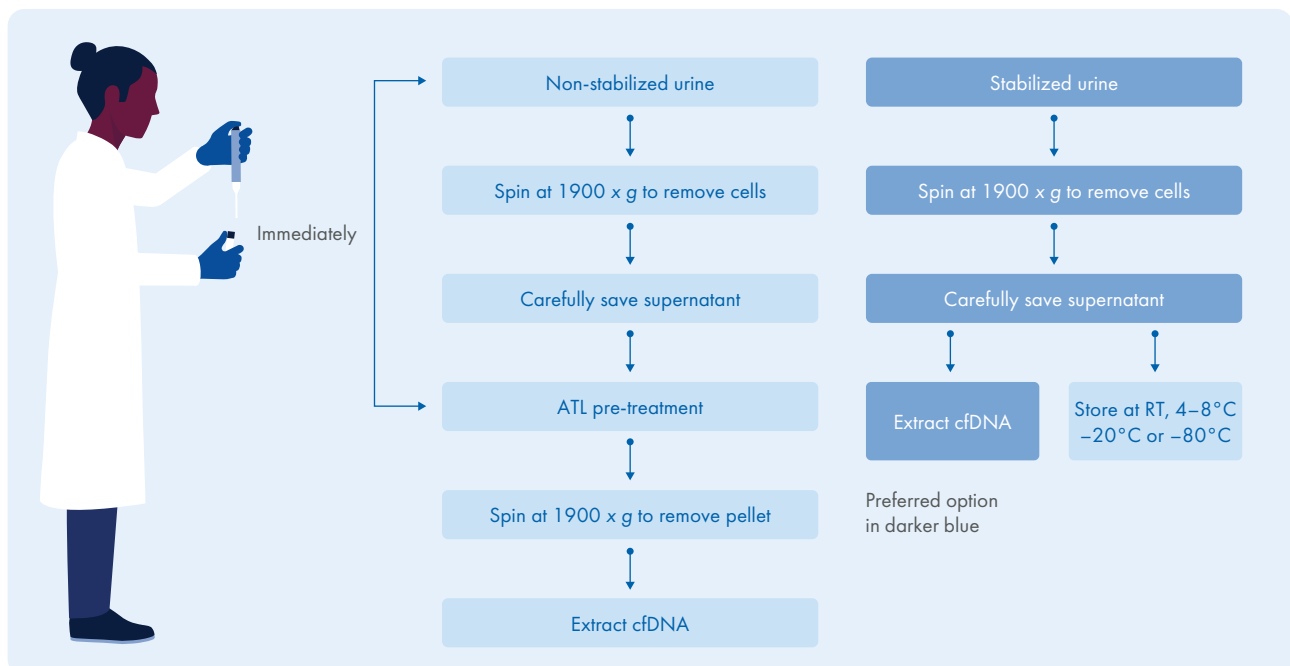 Immediately
Non-stabilized urine
Spin at 1900 x g to remove cells
Carefully save supernatant
ATL pre-treatment
Spin at 1900 x g to remove pellet
Extract cfDNA
Stabilized urine
Spin at 1900 x g to remove cells
Carefully save supernatant
Extract cfDNA
Store at RT, 4–8°C
–20°C or –80°C
Preferred option
in darker blue